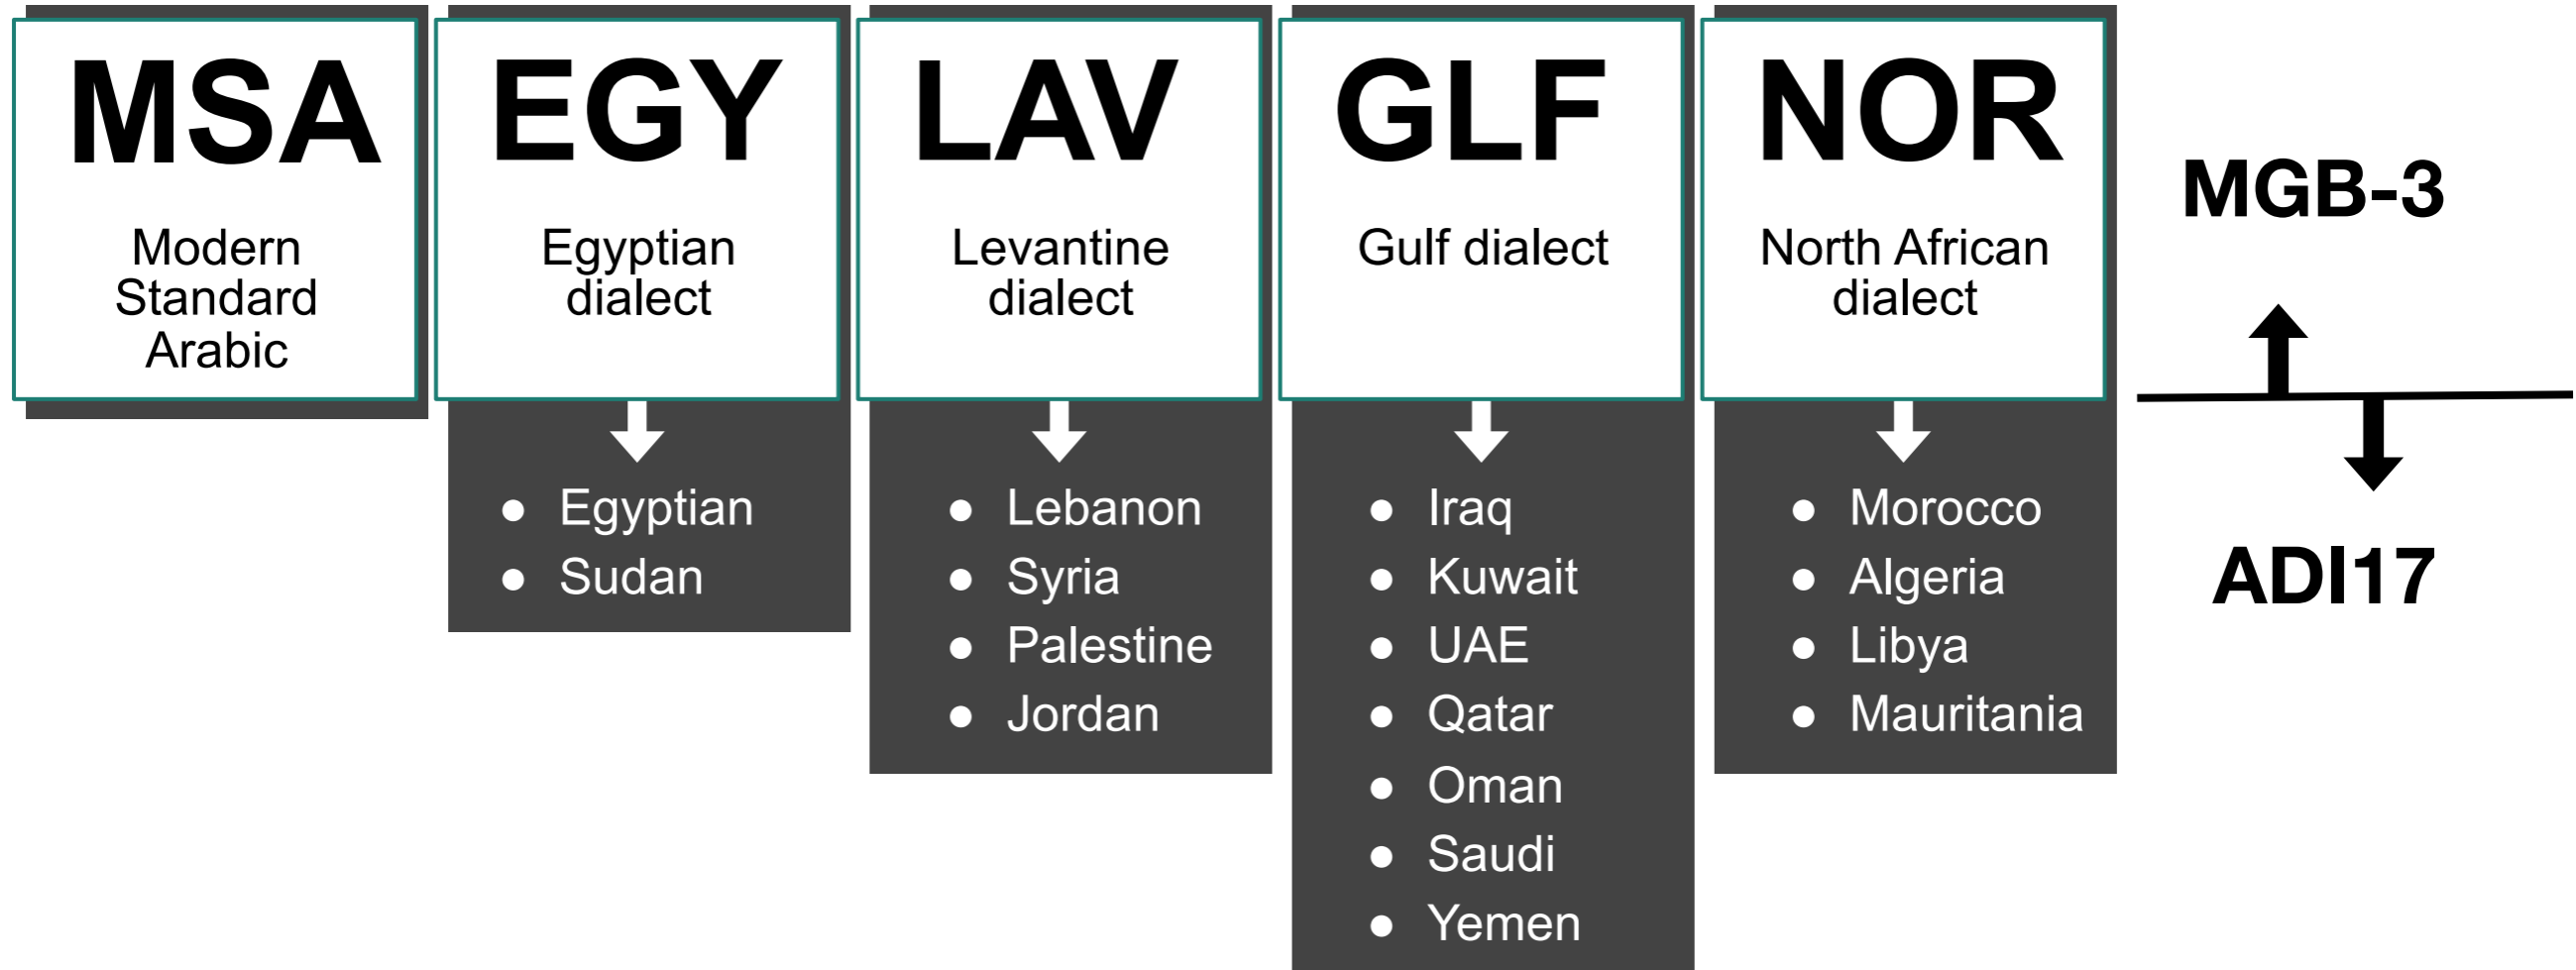 MSA
Modern
Standard
Arabic
EGY
Egyptian
dialect
● Egyptian
● Sudan
LAV
Levantine
dialect
● Lebanon
● Syria
● Palestine
● Jordan
GLF
Gulf dialect
● Iraq
● Kuwait
● UAE
● Qatar
● Oman
● Saudi
● Yemen
NOR
North African
dialect
● Morocco
● Algeria
● Libya
● Mauritania
MGB-3
ADI17